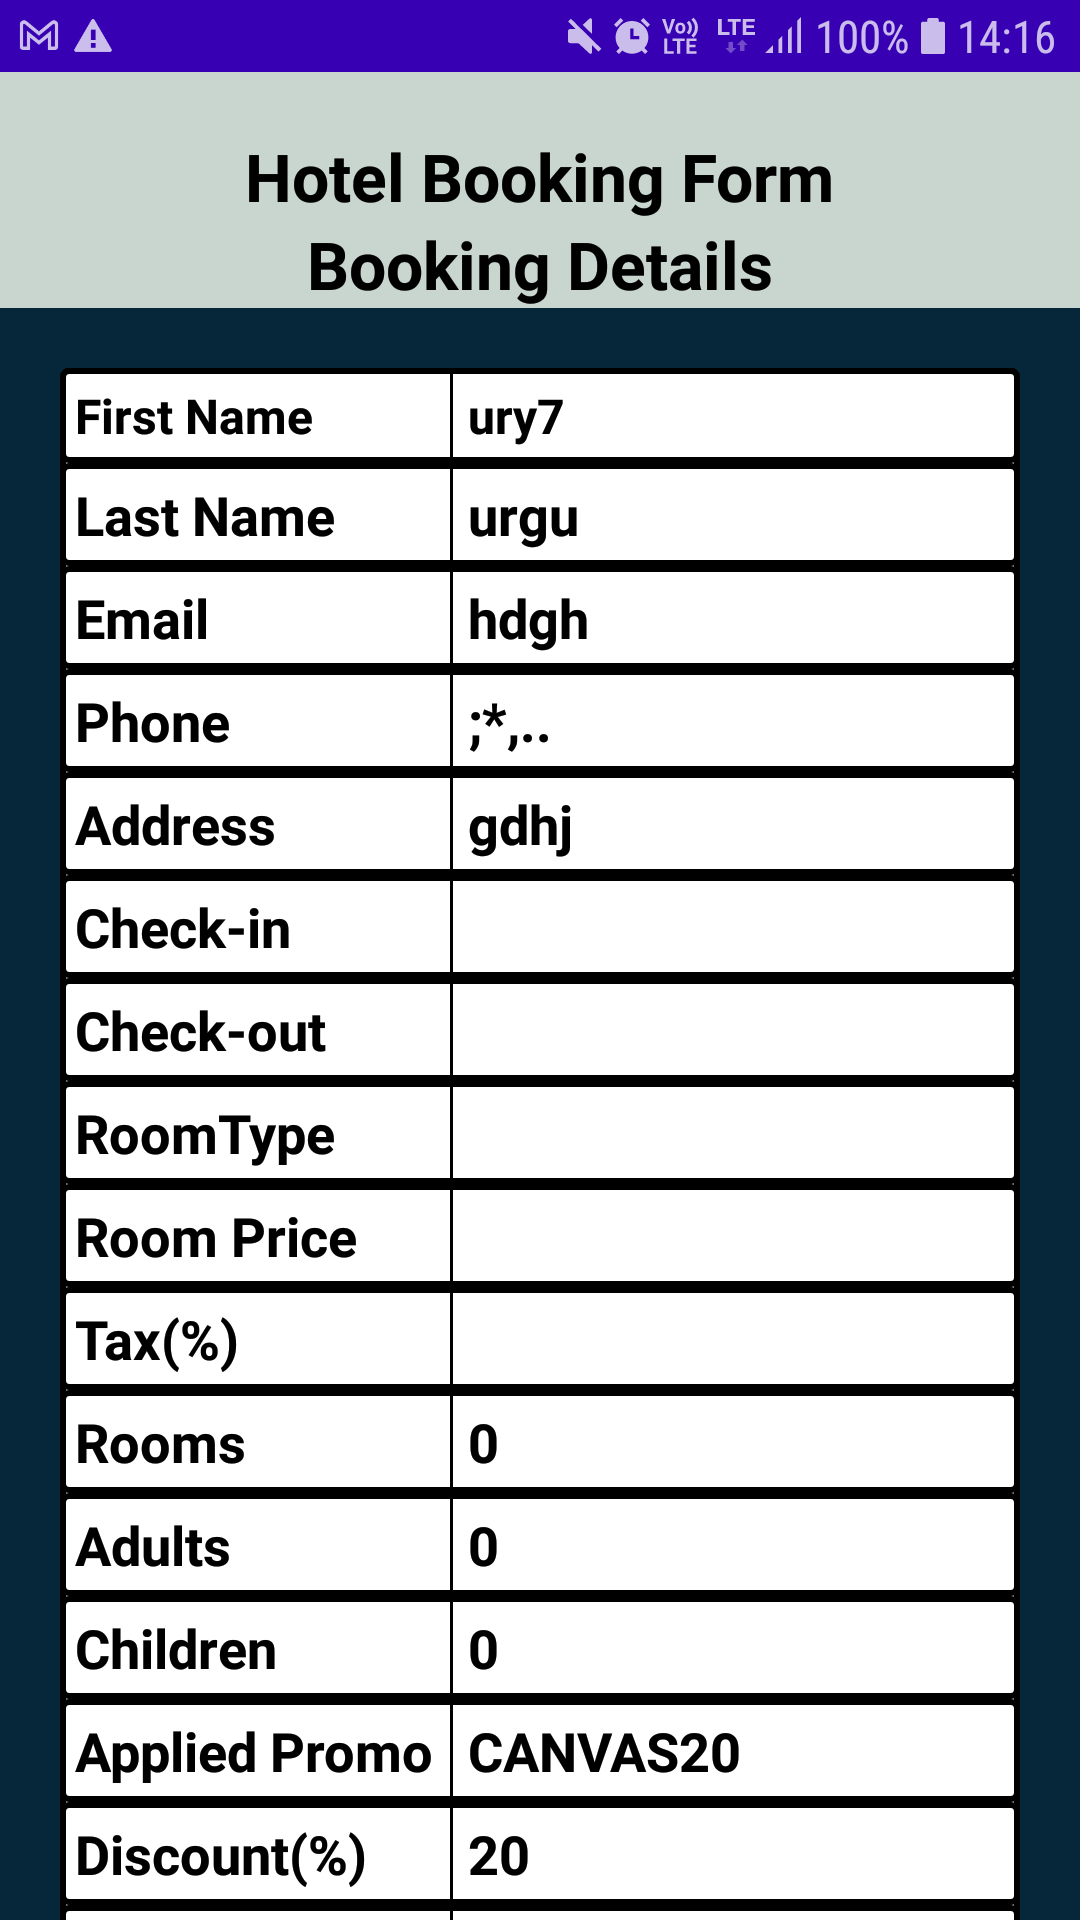 Vo)) LTE LTE 100% 14:16
Hotel Booking Form
Booking Details
First Name ury7
Last Name urgu
Email hdgh
Phone ;*,..
Address gdhj
Check-in
Check-out
RoomType
Room Price
Tax(%)
Rooms 0
Adults 0
Children 0
Applied Promo CANVAS20
Discount(%) 20